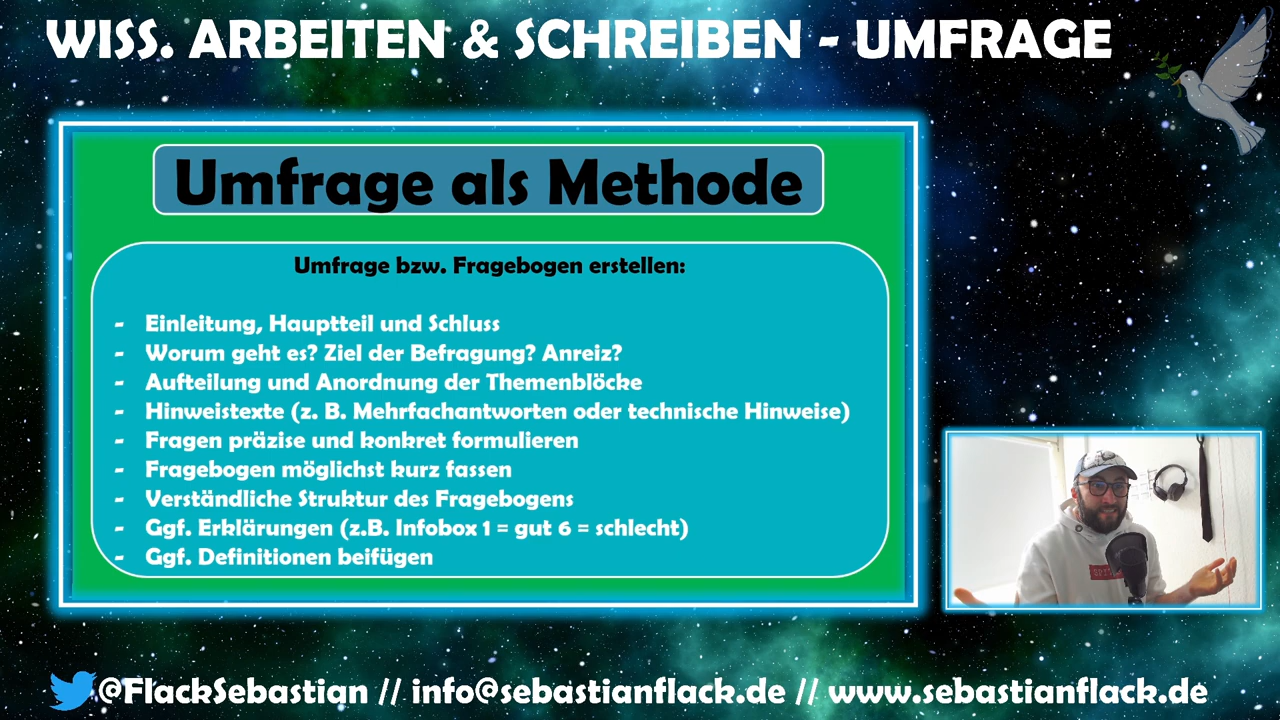 WISS. ARBEITEN & SCHREIBEN - UMFRAGE
Umfrage als Methode
Umfrage bzw. Fragebogen erstellen:
- Einleitung, Hauptteil und Schluss
- Worum geht es? Ziel der Befragung? Anreiz?
- Aufteilung und Anordnung der Themenblöcke
- Hinweistexte (z. B. Mehrfachantworten oder technische Hinweise)
- Fragen präzise und konkret formulieren
- Fragebogen möglichst kurz fassen
- Verständliche Struktur des Fragebogens
- Ggf. Erklärungen (z.B. Infobox 1 = gut 6 = schlecht)
- Ggf. Definitionen beifügen
@FlackSebastian // info@sebastianflack.de // www.sebastianflack.de